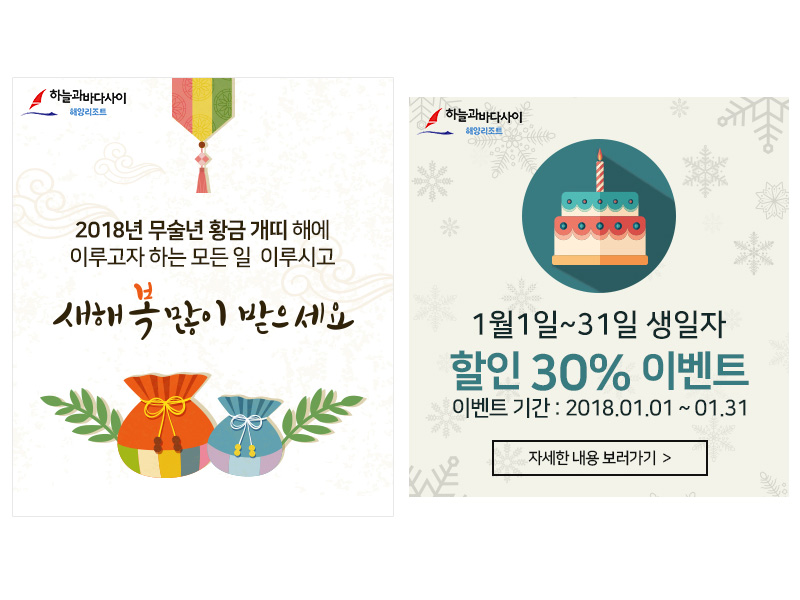 하늘과바다사이
해양리조트
2018년 무술년 황금 개띠 해에
이루고자 하는 모든 일 이루시고
새해 복 많이 받으세요
하늘과바다사이
해양리조트
1월1일~31일 생일자
할인 30% 이벤트
이벤트 기간 : 2018.01.01 ~ 01.31
자세한 내용 보러가기 >